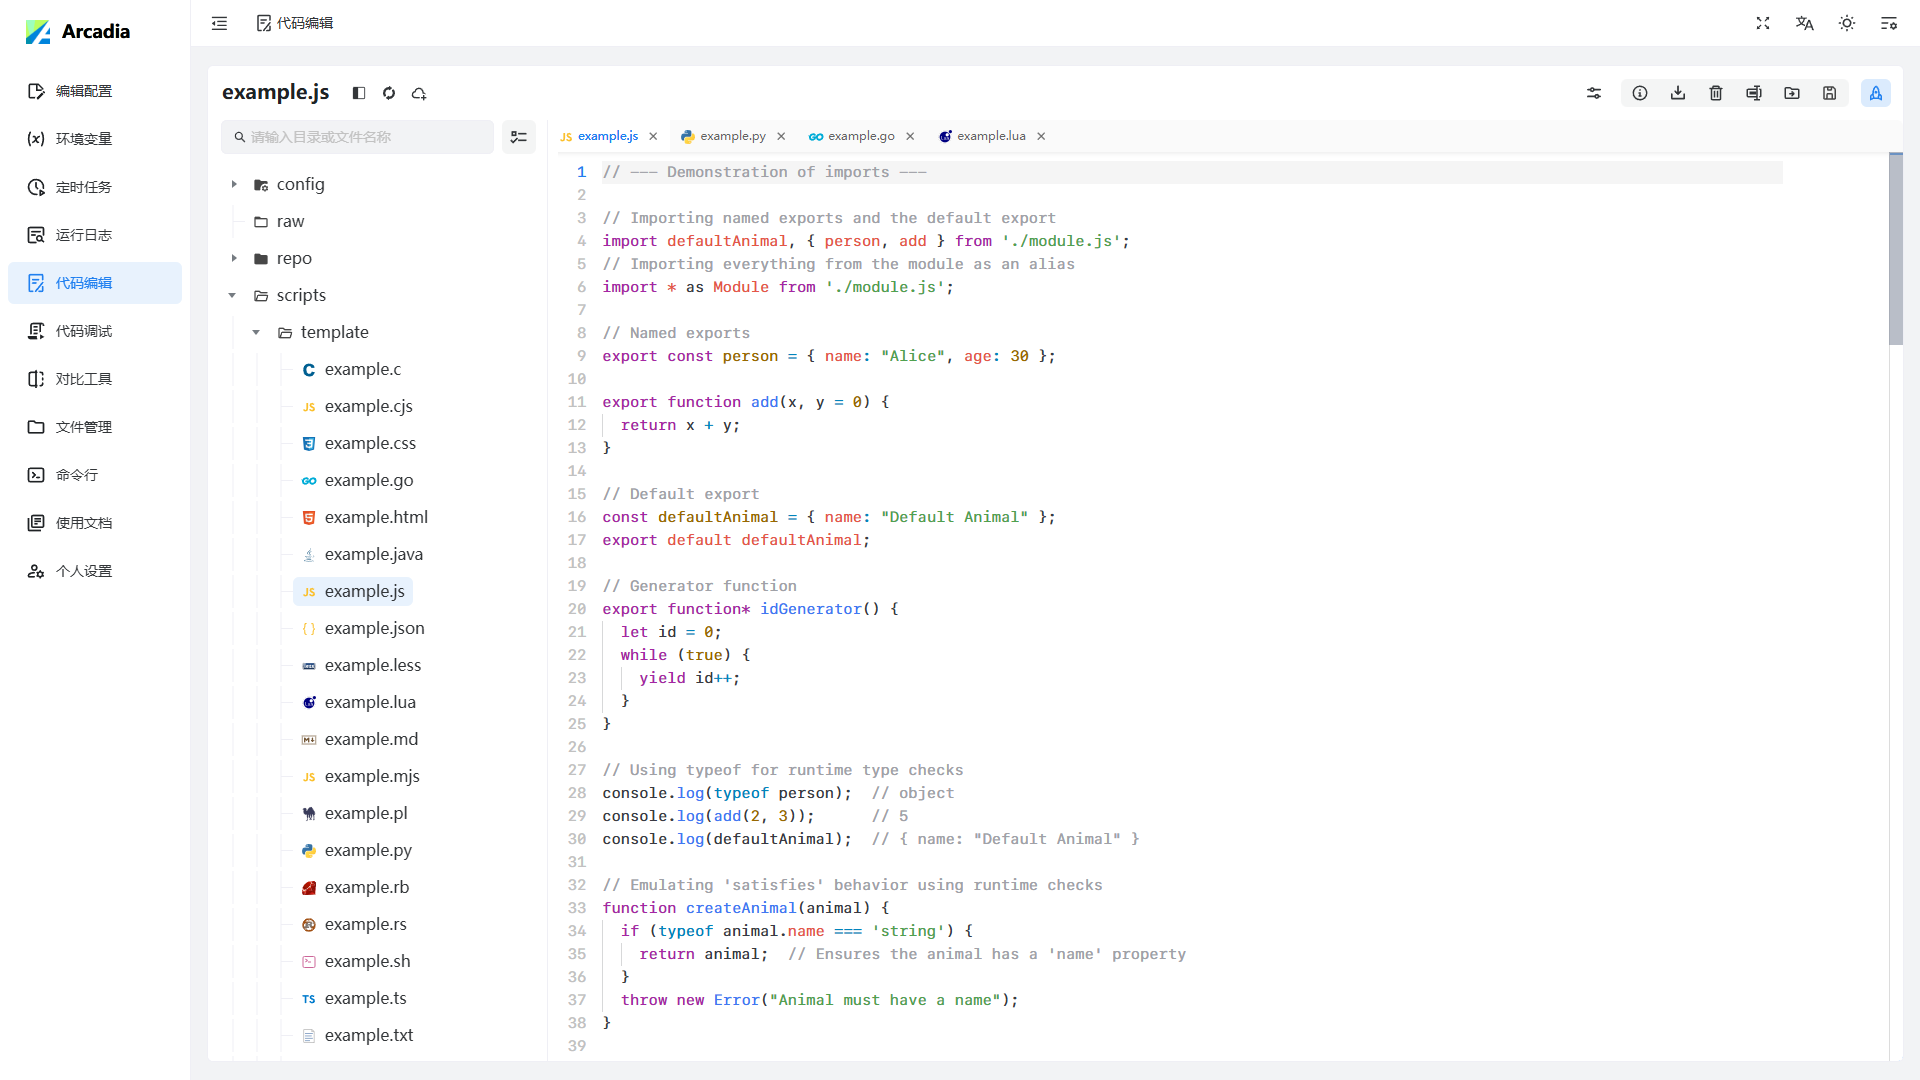 Arcadia
编辑配置
环境变量
定时任务
运行日志
代码编辑
代码调试
对比工具
文件管理
命令行
使用文档
个人设置
代码编辑
example.js
请输入目录或文件名称
config
raw
repo
scripts
template
example.c
example.cjs
example.css
example.go
example.html
example.java
example.js
example.json
example.less
example.lua
example.md
example.mjs
example.pl
example.py
example.rb
example.rs
example.sh
example.ts
example.txt
JS example.js example.py example.go example.lua
1 // --- Demonstration of imports ---
2
3 // Importing named exports and the default export
4 import defaultAnimal, { person, add } from './module.js';
5 // Importing everything from the module as an alias
6 import * as Module from './module.js';
7
8 // Named exports
9 export const person = { name: "Alice", age: 30 };
10
11 export function add(x, y = 0) {
12   return x + y;
13 }
14
15 // Default export
16 const defaultAnimal = { name: "Default Animal" };
17 export default defaultAnimal;
18
19 // Generator function
20 export function* idGenerator() {
21   let id = 0;
22   while (true) {
23     yield id++;
24   }
25 }
26
27 // Using typeof for runtime type checks
28 console.log(typeof person);  // object
29 console.log(add(2, 3));      // 5
30 console.log(defaultAnimal);  // { name: "Default Animal" }
31
32 // Emulating 'satisfies' behavior using runtime checks
33 function createAnimal(animal) {
34   if (typeof animal.name === 'string') {
35     return animal;  // Ensures the animal has a 'name' property
36   }
37   throw new Error("Animal must have a name");
38 }
39